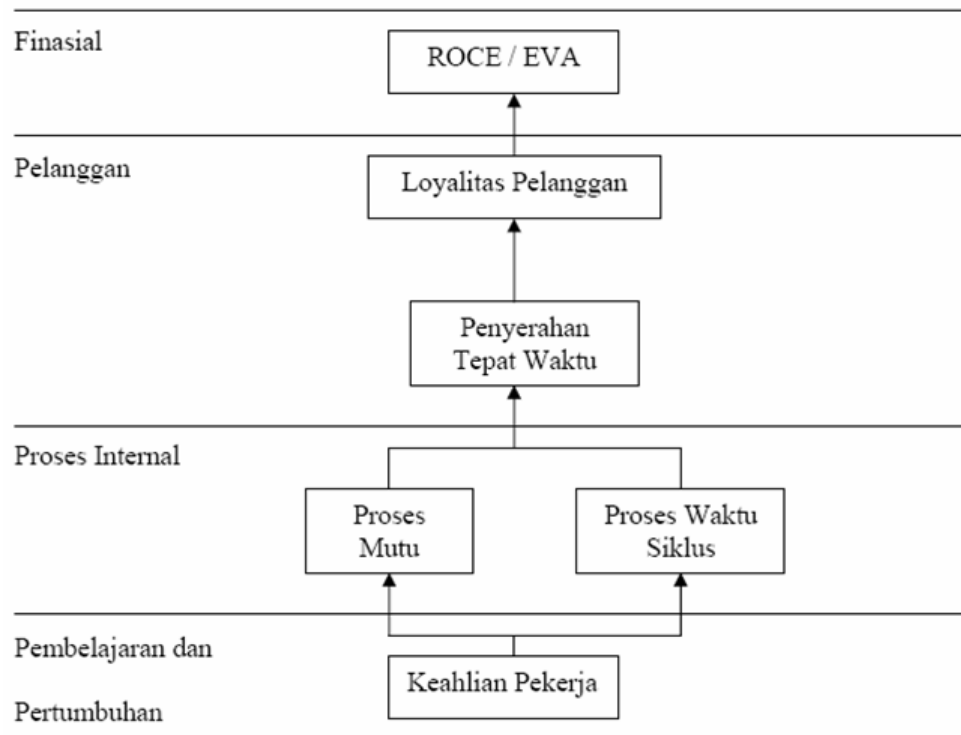 Finasial
ROCE / EVA
Pelanggan
Loyalitas Pelanggan
Penyerahan
Tepat Waktu
Proses Internal
Proses
Mutu
Proses Waktu
Siklus
Pembelajaran dan
Pertumbuhan
Keahlian Pekerja